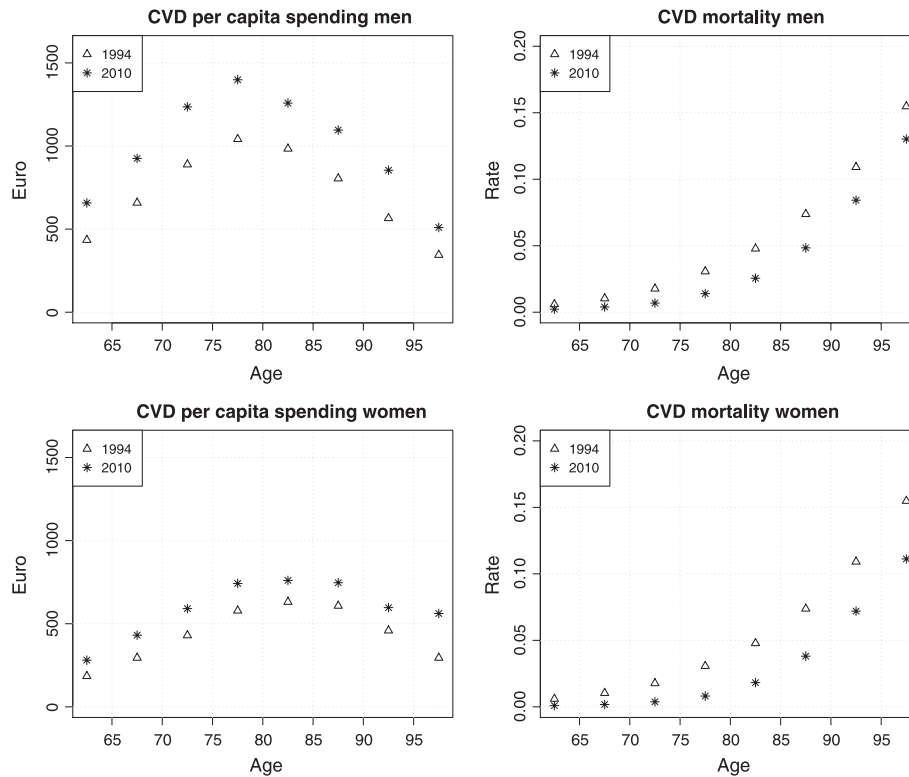 CVD per capita spending men
1994
2010
Euro
0
500
1000
1500
65 70 75 80 85 90 95
Age
CVD mortality men
1994
2010
Rate
0.00
0.05
0.10
0.15
0.20
65 70 75 80 85 90 95
Age
CVD per capita spending women
1994
2010
Euro
0
500
1000
1500
65 70 75 80 85 90 95
Age
CVD mortality women
1994
2010
Rate
0.00
0.05
0.10
0.15
0.20
65 70 75 80 85 90 95
Age